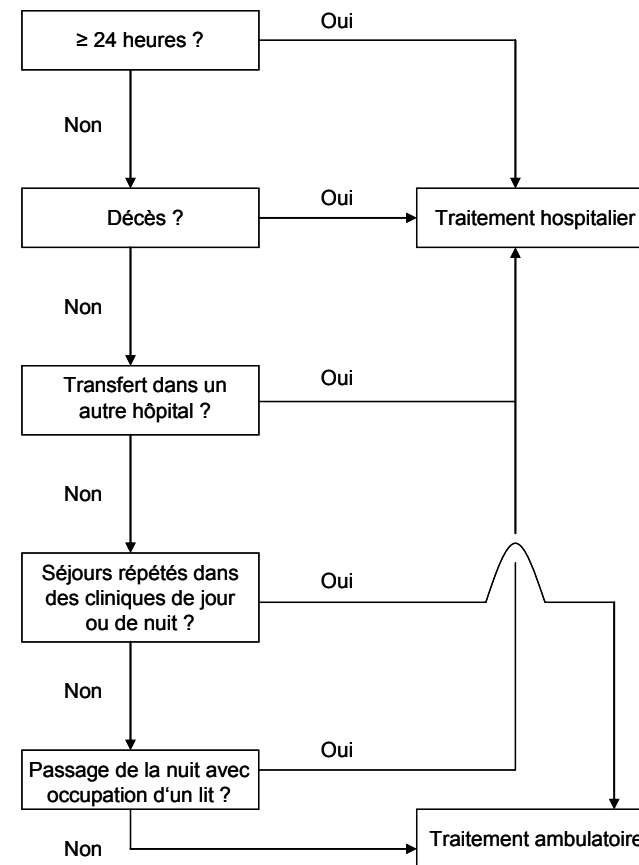 ≥ 24 heures ?
Oui
Non
Décès ?
Oui
Traitement hospitalier
Non
Transfert dans un
autre hôpital ?
Oui
Non
Séjours répétés dans
des cliniques de jour
ou de nuit ?
Oui
Non
Passage de la nuit avec
occupation d‘un lit ?
Oui
Non
Traitement ambulatoire